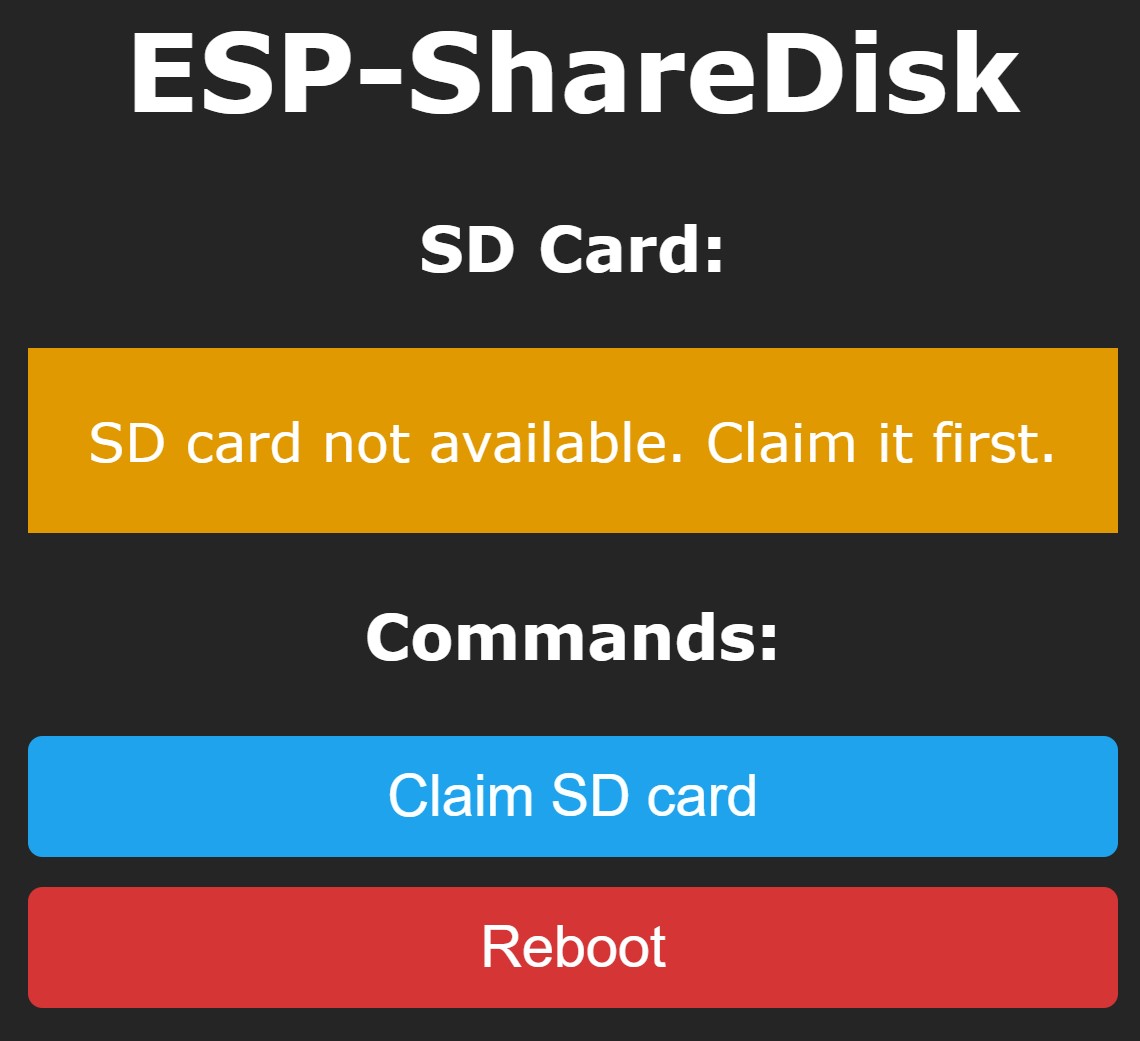 ESP-ShareDisk
SD Card:
SD card not available. Claim it first.
Commands:
Claim SD card
Reboot